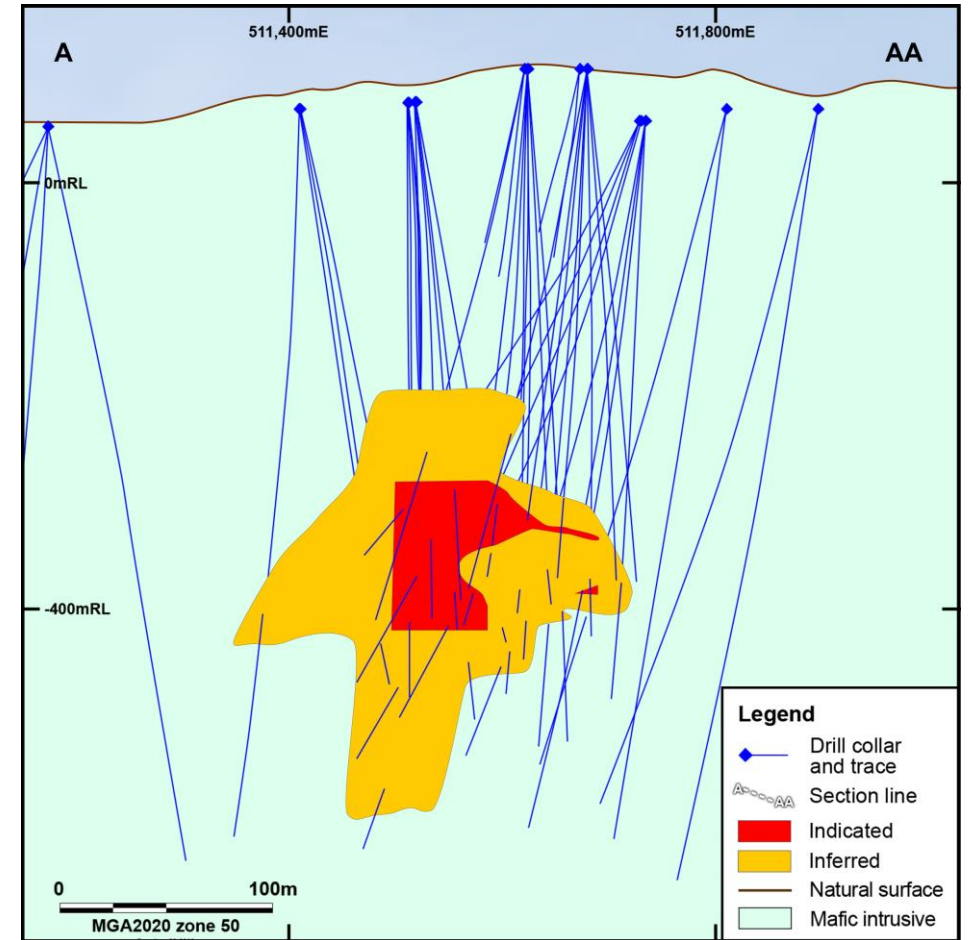 511,400mE
511,800mE
A
AA
0mRL
-400mRL
Legend
Drill collar
and trace
A AA
Section line
Indicated
Inferred
Natural surface
Mafic intrusive
0
100m
MGA2020 zone 50